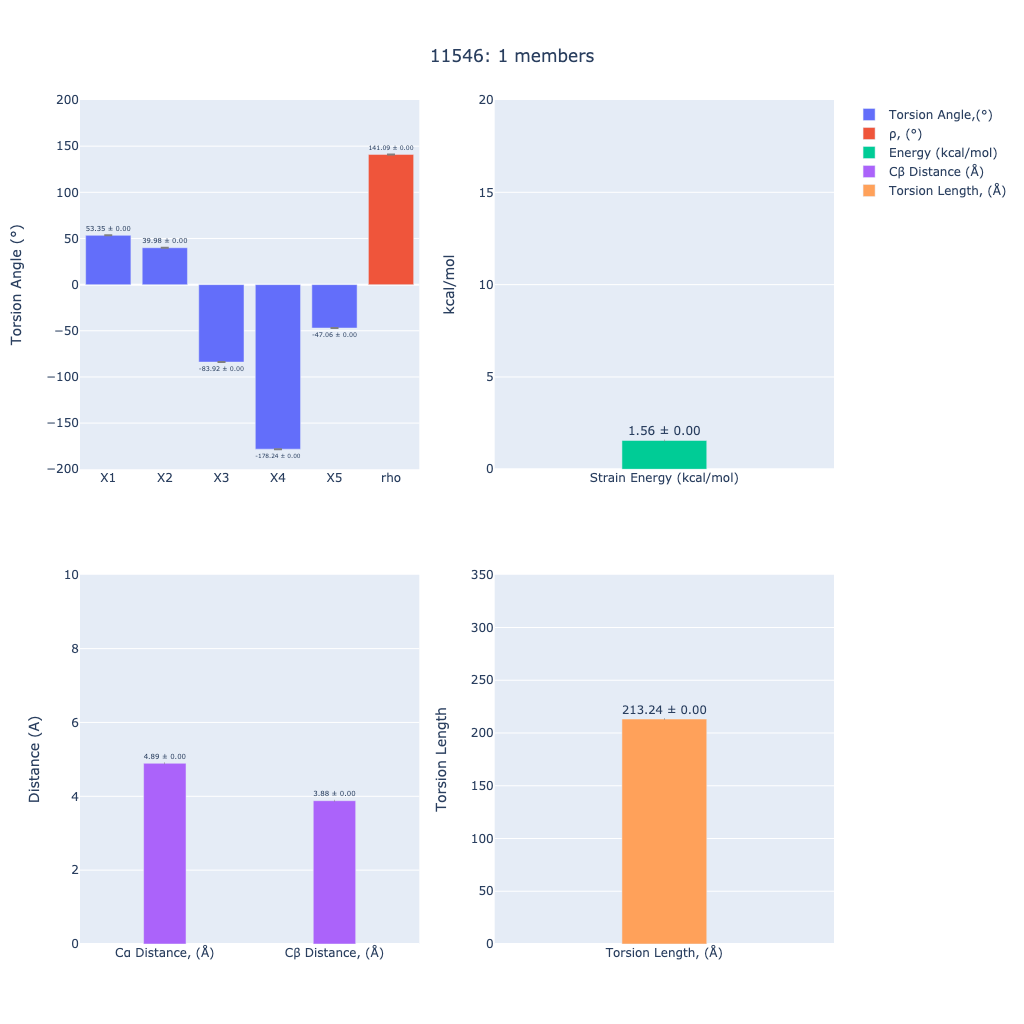 11546: 1 members
Torsion Angle (°)
200
150
100
50
0
−50
−100
−150
−200
53.35 ± 0.00
39.98 ± 0.00
-83.92 ± 0.00
-178.24 ± 0.00
-47.06 ± 0.00
141.09 ± 0.00
X1
X2
X3
X4
X5
rho
kcal/mol
20
15
10
5
0
1.56 ± 0.00
Strain Energy (kcal/mol)
Torsion Angle,(°)
ρ, (°)
Energy (kcal/mol)
Cβ Distance (Å)
Torsion Length, (Å)
Distance (A)
10
8
6
4
2
0
4.89 ± 0.00
3.88 ± 0.00
Cα Distance, (Å)
Cβ Distance, (Å)
Torsion Length
350
300
250
200
150
100
50
0
213.24 ± 0.00
Torsion Length, (Å)